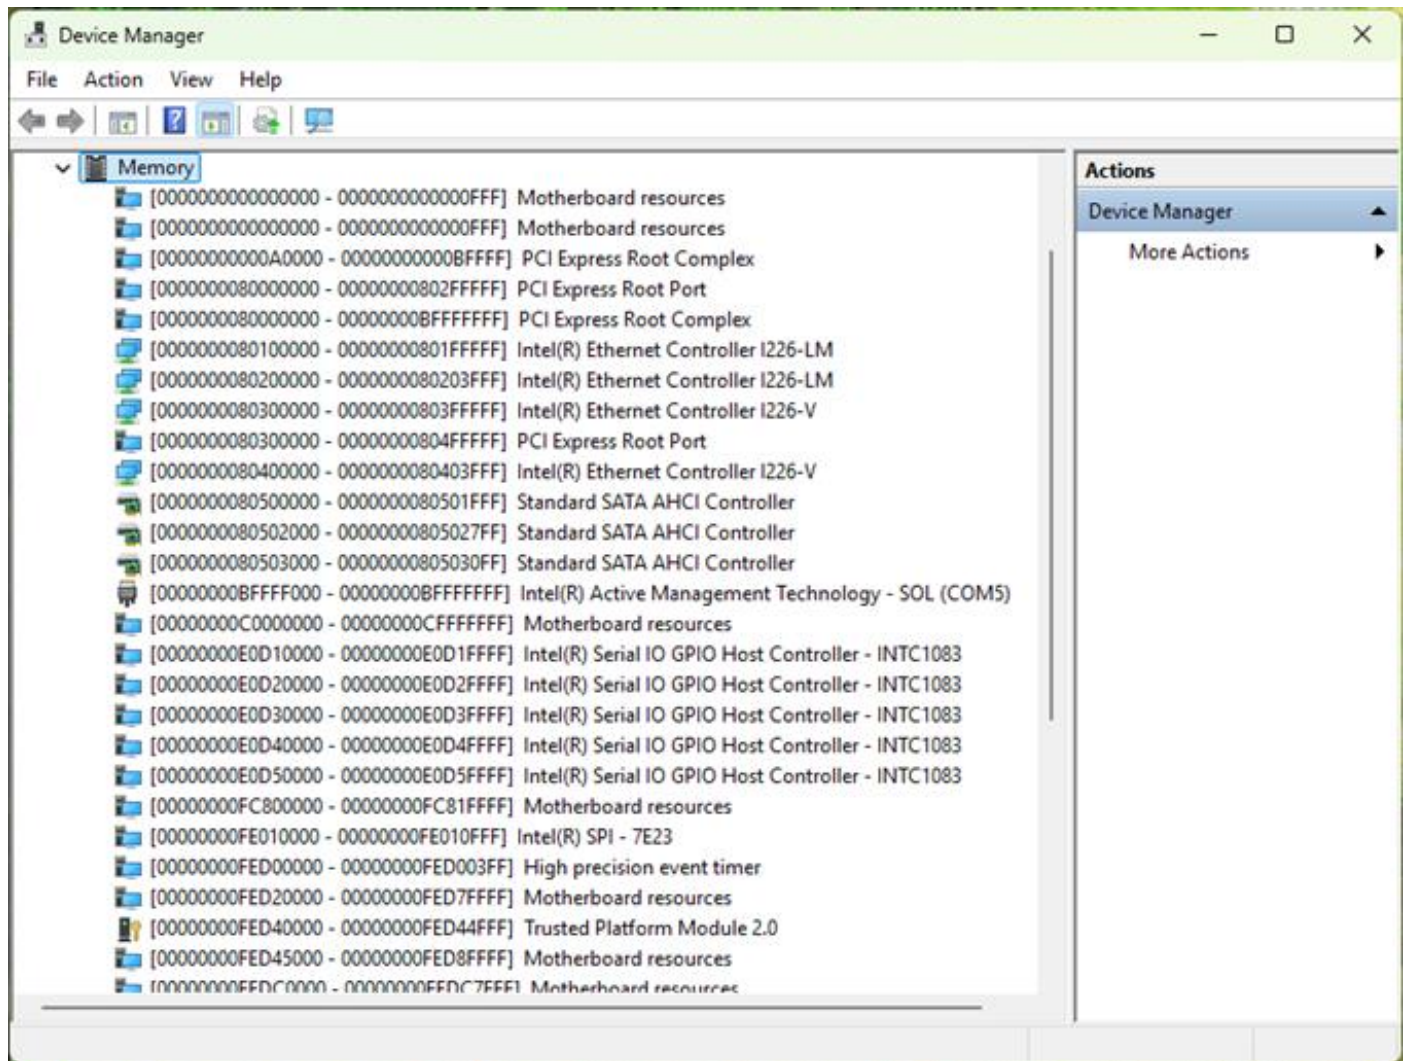 Device Manager
File Action View Help
Memory
[0000000000000000 - 0000000000000FFF] Motherboard resources
[0000000000000000 - 0000000000000FFF] Motherboard resources
[00000000000A0000 - 00000000000BFFFF] PCI Express Root Complex
[0000000080000000 - 00000000802FFFFF] PCI Express Root Port
[0000000080000000 - 00000000BFFFFFFF] PCI Express Root Complex
[0000000080100000 - 00000000801FFFFF] Intel(R) Ethernet Controller I226-LM
[0000000080200000 - 0000000080203FFF] Intel(R) Ethernet Controller I226-LM
[0000000080300000 - 00000000803FFFFF] Intel(R) Ethernet Controller I226-V
[0000000080300000 - 00000000804FFFFF] PCI Express Root Port
[0000000080400000 - 0000000080403FFF] Intel(R) Ethernet Controller I226-V
[0000000080500000 - 0000000080501FFF] Standard SATA AHCI Controller
[0000000080502000 - 00000000805027FF] Standard SATA AHCI Controller
[0000000080503000 - 00000000805030FF] Standard SATA AHCI Controller
[00000000BFFFF000 - 00000000BFFFFFFF] Intel(R) Active Management Technology - SOL (COM5)
[00000000C0000000 - 00000000CFFFFFFF] Motherboard resources
[00000000E0D10000 - 00000000E0D1FFFF] Intel(R) Serial IO GPIO Host Controller - INTC1083
[00000000E0D20000 - 00000000E0D2FFFF] Intel(R) Serial IO GPIO Host Controller - INTC1083
[00000000E0D30000 - 00000000E0D3FFFF] Intel(R) Serial IO GPIO Host Controller - INTC1083
[00000000E0D40000 - 00000000E0D4FFFF] Intel(R) Serial IO GPIO Host Controller - INTC1083
[00000000E0D50000 - 00000000E0D5FFFF] Intel(R) Serial IO GPIO Host Controller - INTC1083
[00000000FC800000 - 00000000FC81FFFF] Motherboard resources
[00000000FE010000 - 00000000FE010FFF] Intel(R) SPI - 7E23
[00000000FED00000 - 00000000FED003FF] High precision event timer
[00000000FED20000 - 00000000FED7FFFF] Motherboard resources
[00000000FED40000 - 00000000FED44FFF] Trusted Platform Module 2.0
[00000000FED45000 - 00000000FED8FFFF] Motherboard resources
[00000000FEDC0000 - 00000000FEDC7FFF] Motherboard resources
Actions
Device Manager
More Actions